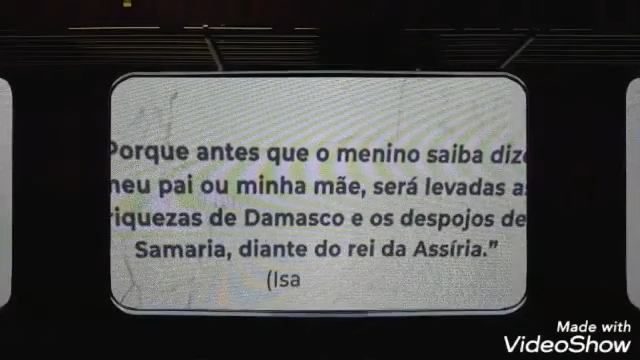 Porque antes que o menino saiba dize
meu pai ou minha mãe, será levadas as
riquezas de Damasco e os despojos de
Samaria, diante do rei da Assíria.”
(Isa
Made with
VideoShow